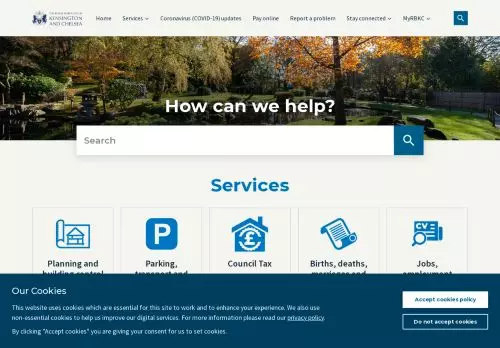 THE ROYAL BOROUGH OF
KENSINGTON
AND CHELSEA
Home Services Coronavirus (COVID-19) updates Pay online Report a problem Stay connected MyRBKC
How can we help?
Search
Services
Planning and
building control
P
Parking,
transport and
£
Council Tax
Births, deaths,
marriages and
CV
Jobs,
employment
Our Cookies
This website uses cookies which are essential for this site to work and to enhance your experience. We also use
non-essential cookies to help us improve our digital services. For more information please read our privacy policy.
By clicking "Accept cookies" you are giving your consent for us to set cookies.
Accept cookies policy
Do not accept cookies